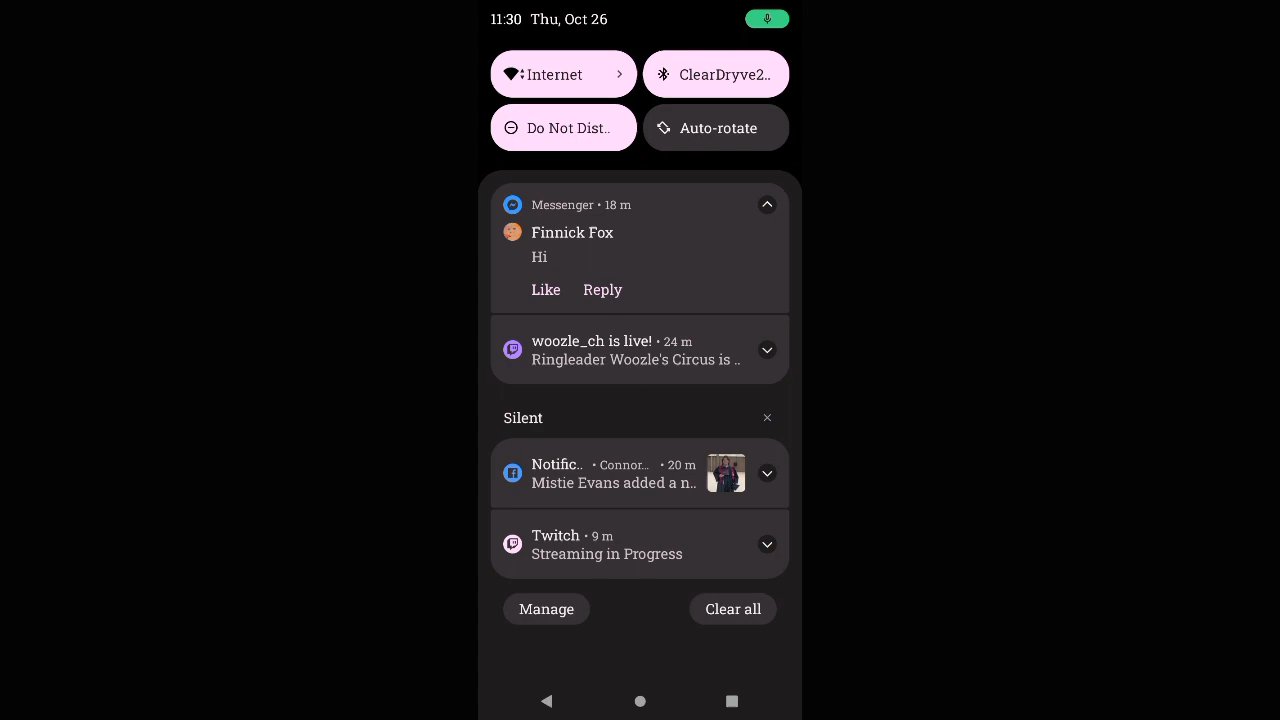 11:30 Thu, Oct 26
Internet
ClearDryve2..
Do Not Dist..
Auto-rotate
Messenger • 18 m
Finnick Fox
Hi
Like Reply
woozle_ch is live! • 24 m
Ringleader Woozle's Circus is ..
Silent
Notific.. • Connor... • 20 m
Mistie Evans added a n..
Twitch • 9 m
Streaming in Progress
Manage
Clear all